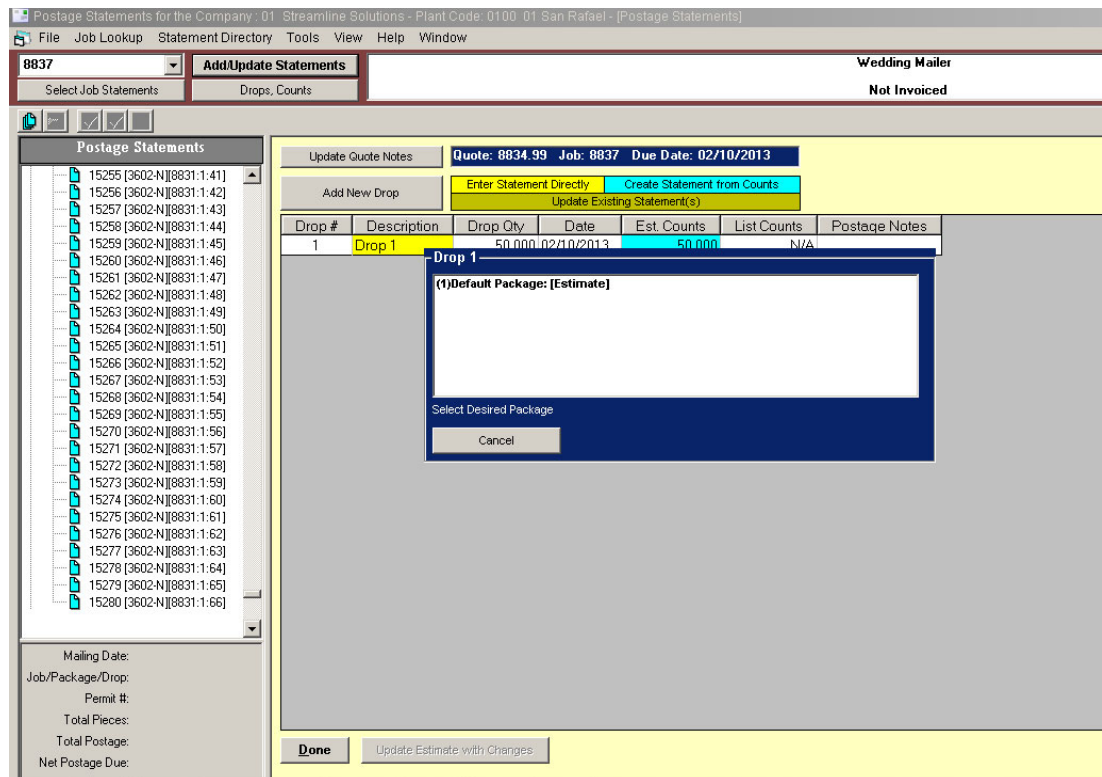 Postage Statements for the Company : 01 Streamline Solutions - Plant Code: 0100 01 San Rafael - [Postage Statements]
File Job Lookup Statement Directory Tools View Help Window
8837 Add/Update Statements Wedding Mailer
Select Job Statements Drops, Counts Not Invoiced
Postage Statements
15255 [3602-N][8831:1:41]
15256 [3602-N][8831:1:42]
15257 [3602-N][8831:1:43]
15258 [3602-N][8831:1:44]
15259 [3602-N][8831:1:45]
15260 [3602-N][8831:1:46]
15261 [3602-N][8831:1:47]
15262 [3602-N][8831:1:48]
15263 [3602-N][8831:1:49]
15264 [3602-N][8831:1:50]
15265 [3602-N][8831:1:51]
15266 [3602-N][8831:1:52]
15267 [3602-N][8831:1:53]
15268 [3602-N][8831:1:54]
15269 [3602-N][8831:1:55]
15270 [3602-N][8831:1:56]
15271 [3602-N][8831:1:57]
15272 [3602-N][8831:1:58]
15273 [3602-N][8831:1:59]
15274 [3602-N][8831:1:60]
15275 [3602-N][8831:1:61]
15276 [3602-N][8831:1:62]
15277 [3602-N][8831:1:63]
15278 [3602-N][8831:1:64]
15279 [3602-N][8831:1:65]
15280 [3602-N][8831:1:66]
Mailing Date:
Job/Package/Drop:
Permit #:
Total Pieces:
Total Postage:
Net Postage Due:
Update Quote Notes Quote: 8834.99 Job: 8837 Due Date: 02/10/2013
Add New Drop Enter Statement Directly Create Statement from Counts
Update Existing Statement(s)
Drop # Description Drop Qty Date Est. Counts List Counts Postage Notes
1 Drop 1 50,000 02/10/2013 50,000 N/A
Drop 1
(1)Default Package: [Estimate]
Select Desired Package
Cancel
Done Update Estimate with Changes